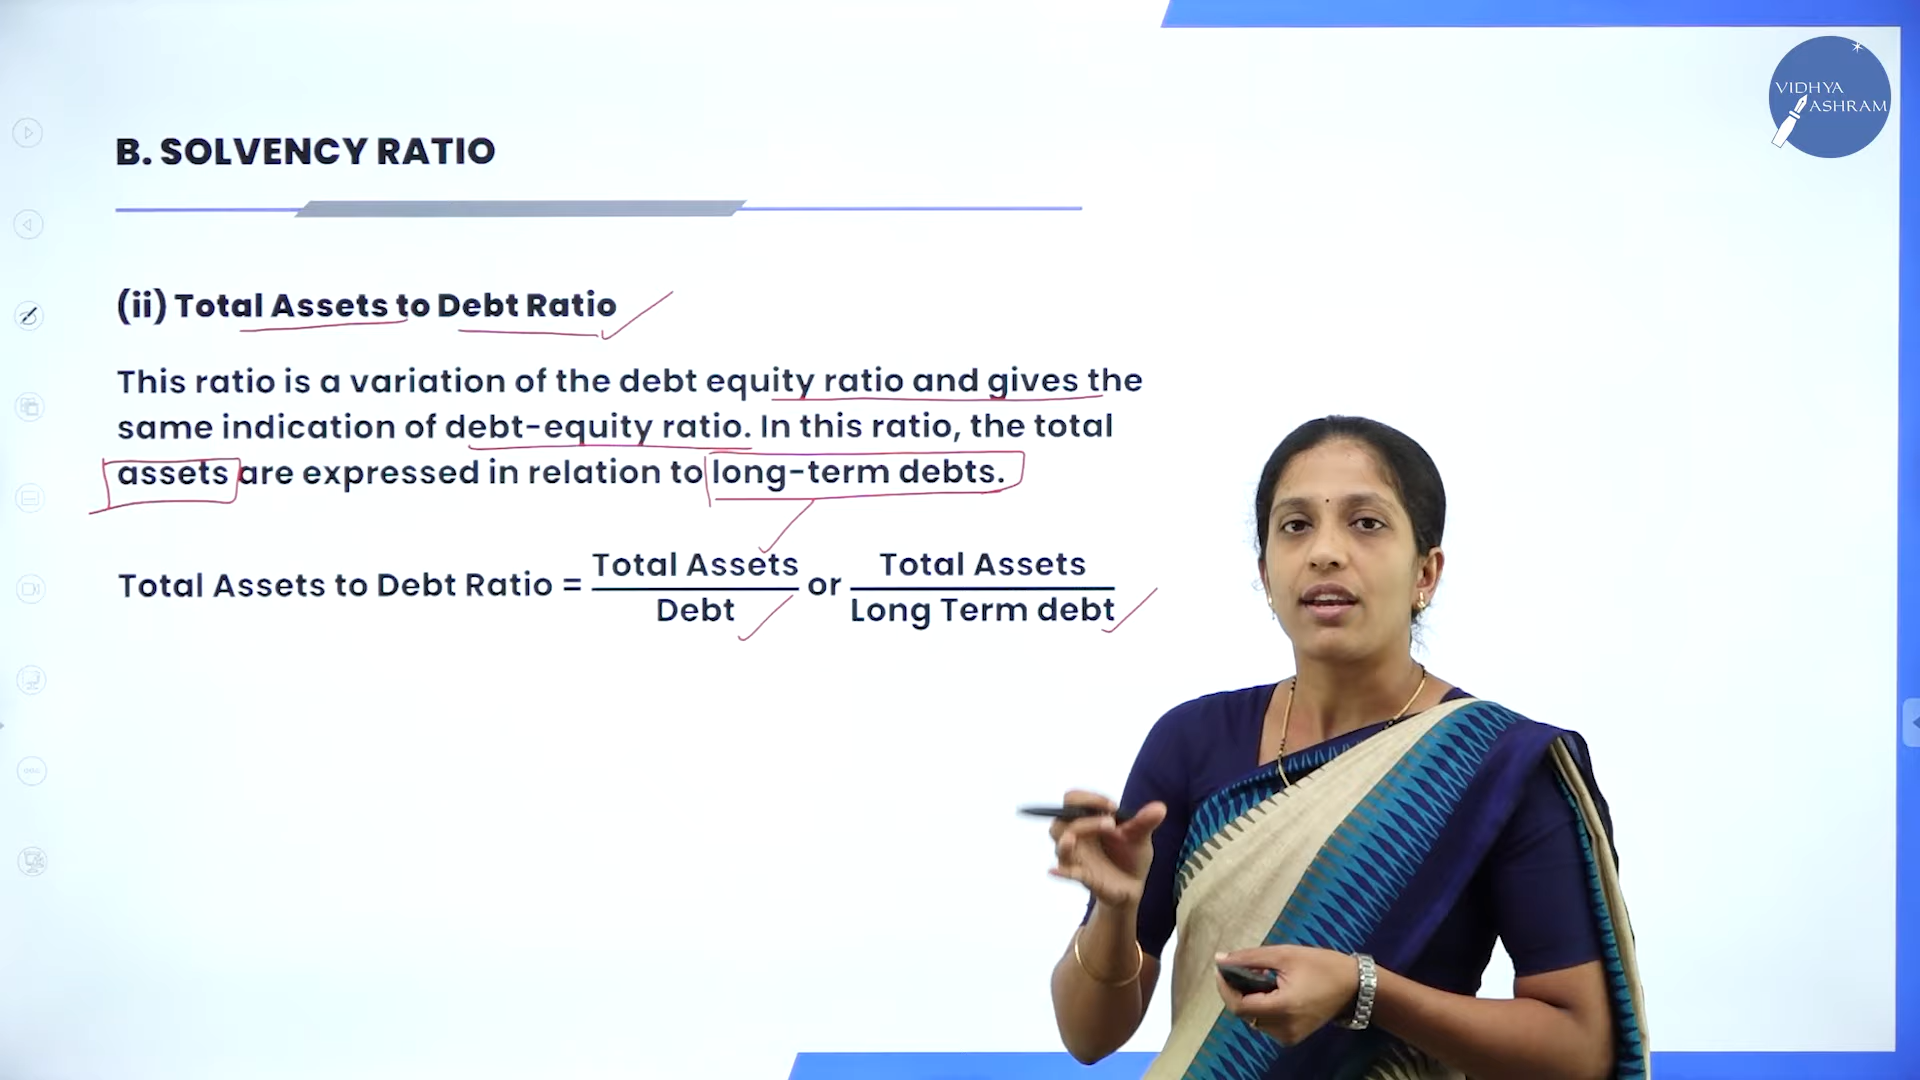 VIDHYA
ASHRAM
B. SOLVENCY RATIO
(ii) Total Assets to Debt Ratio
This ratio is a variation of the debt equity ratio and gives the
same indication of debt-equity ratio. In this ratio, the total
assets are expressed in relation to long-term debts.
Total Assets to Debt Ratio = Total Assets / Debt or Total Assets / Long Term debt